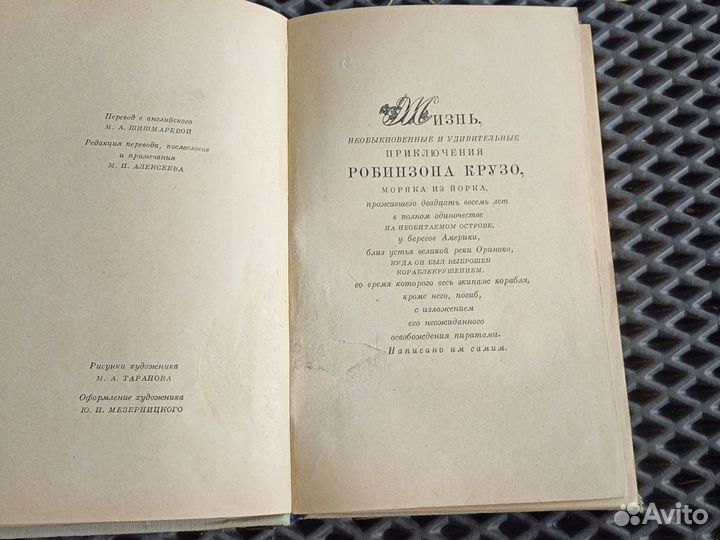 Перевод с английского
М. А. ШИШМАРЕВОЙ
Редакция перевода, послесловие
и примечания
М. П. АЛЕКСЕЕВА
Рисунки художника
М. А. ТАРАНОВА
Оформление художника
Ю. П. МЕЗЕРНИЦКОГО
ЖИЗНЬ,
НЕОБЫКНОВЕННЫЕ И УДИВИТЕЛЬНЫЕ
ПРИКЛЮЧЕНИЯ
РОБИНЗОНА КРУЗО,
МОРЯКА ИЗ ЙОРКА,
прожившего двадцать восемь лет
в полном одиночестве
НА НЕОБИТАЕМОМ ОСТРОВЕ,
у берегов Америки,
близ устья великой реки Ориноко,
КУДА ОН БЫЛ ВЫБРОШЕН
КОРАБЛЕКРУШЕНИЕМ,
во время которого весь экипаж корабля,
кроме него, погиб,
с изложением
его неожиданного
освобождения пиратами.
Написано им самим.
Avito